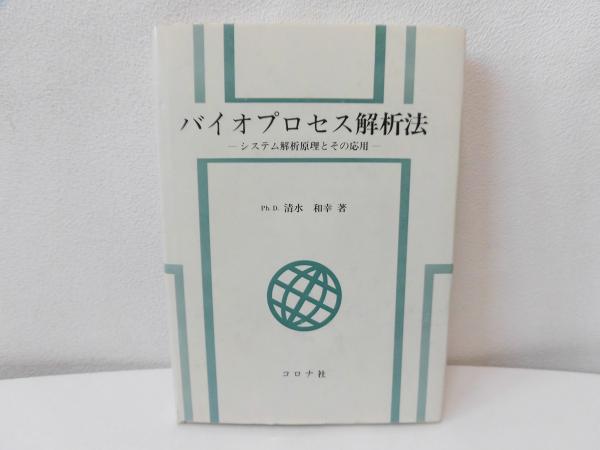 バイオプロセス解析法
―システム解析原理とその応用―
Ph.D. 清水 和幸 著
コロナ社